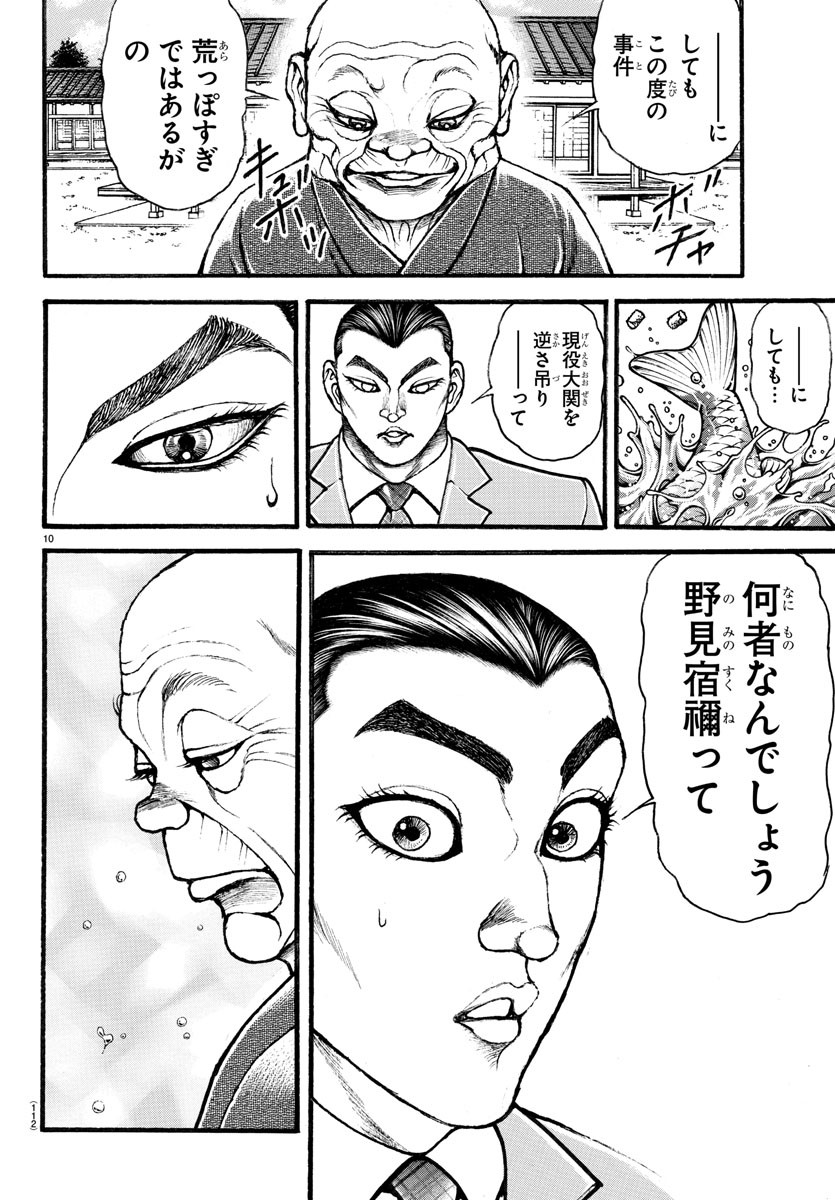 ――に
しても
この度の
事件
荒っぽすぎ
ではあるが
の
ボ
チャ
キュ
ボッ
――に
しても…
現役大関を
逆さ吊り
――って
何者なんでしょう
野見宿禰って
10
(112)